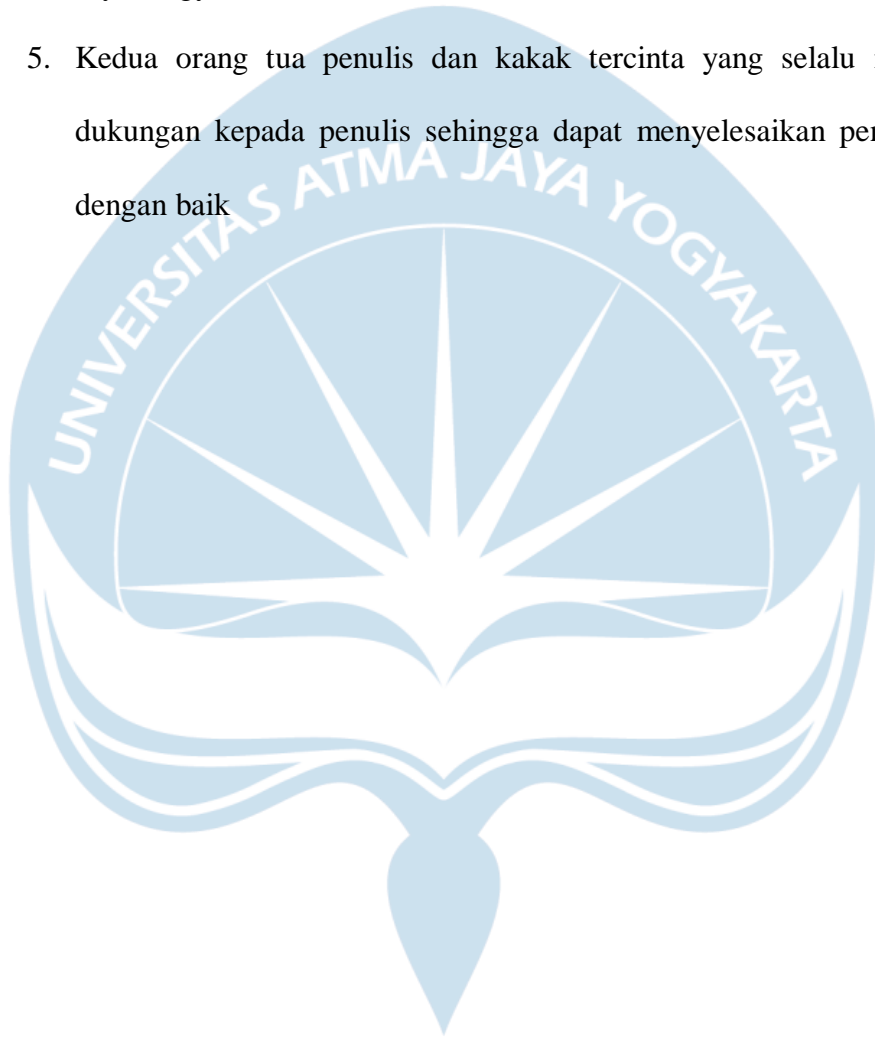 5. Kedua orang tua penulis dan kakak tercinta yang selalu
dukungan kepada penulis sehingga dapat menyelesaikan
dengan baik
UNIVERSITAS ATMA JAYA YOGYAKARTA